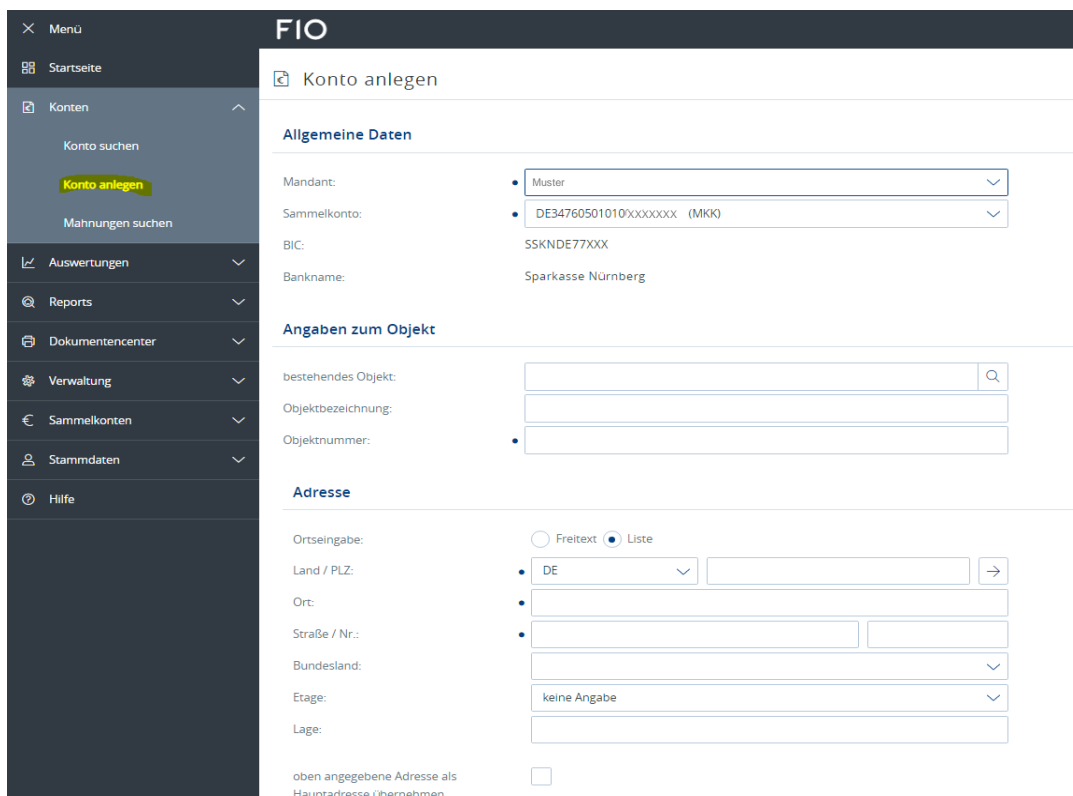 Menü
FIO
Startseite
Konten
Konto suchen
Konto anlegen
Mahnungen suchen
Auswertungen
Reports
Dokumentencenter
Verwaltung
€ Sammelkonten
Stammdaten
Hilfe
Konto anlegen
Allgemeine Daten
Mandant: Muster
Sammelkonto: DE34760501010XXXXXXX (MKK)
BIC: SSKNDE77XXX
Bankname: Sparkasse Nürnberg
Angaben zum Objekt
bestehendes Objekt:
Objektbezeichnung:
Objektnummer:
Adresse
Ortseingabe: Freitext Liste
Land / PLZ: DE
Ort:
Straße / Nr.:
Bundesland:
Etage: keine Angabe
Lage:
oben angegebene Adresse als
Hauptadresse übernehmen